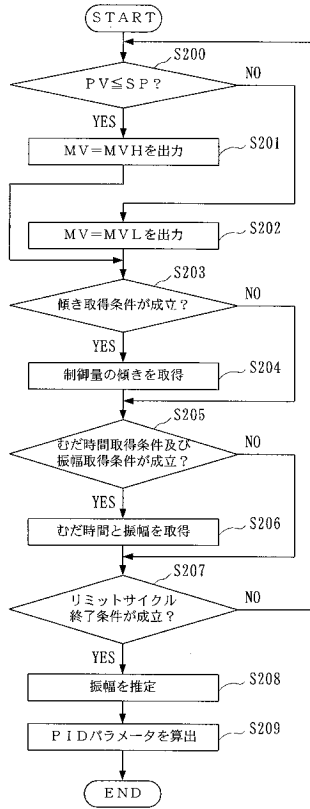 START
S200
PV≦SP?
NO
YES
S201
MV=MVHを出力
S202
MV=MVLを出力
S203
傾き取得条件が成立?
NO
YES
S204
制御量の傾きを取得
S205
むだ時間取得条件及び
振幅取得条件が成立?
NO
YES
S206
むだ時間と振幅を取得
S207
リミットサイクル
終了条件が成立?
NO
YES
S208
振幅を推定
S209
PIDパラメータを算出
END